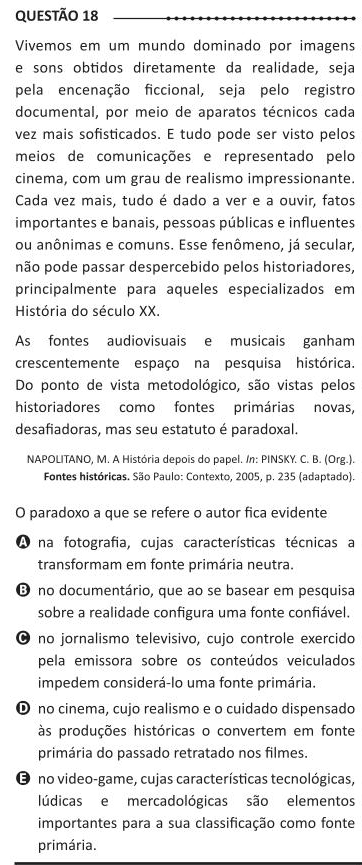 QUESTÃO 18
Vivemos em um mundo dominado por imagens
e sons obtidos diretamente da realidade, seja
pela encenação ficcional, seja pelo registro
documental, por meio de aparatos técnicos cada
vez mais sofisticados. E tudo pode ser visto pelos
meios de comunicações e representado pelo
cinema, com um grau de realismo impressionante.
Cada vez mais, tudo é dado a ver e a ouvir, fatos
importantes e banais, pessoas públicas e influentes
ou anônimas e comuns. Esse fenômeno, já secular,
não pode passar despercebido pelos historiadores,
principalmente para aqueles especializados em
História do século XX.
As fontes audiovisuais e musicais ganham
crescentemente espaço na pesquisa histórica.
Do ponto de vista metodológico, são vistas pelos
historiadores como fontes primárias novas,
desafiadoras, mas seu estatuto é paradoxal.
NAPOLITANO, M. A História depois do papel. In: PINSKY. C. B. (Org.).
Fontes históricas. São Paulo: Contexto, 2005, p. 235 (adaptado).
O paradoxo a que se refere o autor fica evidente
A na fotografia, cujas características técnicas a
transformam em fonte primária neutra.
B no documentário, que ao se basear em pesquisa
sobre a realidade configura uma fonte confiável.
C no jornalismo televisivo, cujo controle exercido
pela emissora sobre os conteúdos veiculados
impedem considerá-lo uma fonte primária.
D no cinema, cujo realismo e o cuidado dispensado
às produções históricas o convertem em fonte
primária do passado retratado nos filmes.
E no video-game, cujas características tecnológicas,
lúdicas e mercadológicas são elementos
importantes para a sua classificação como fonte
primária.